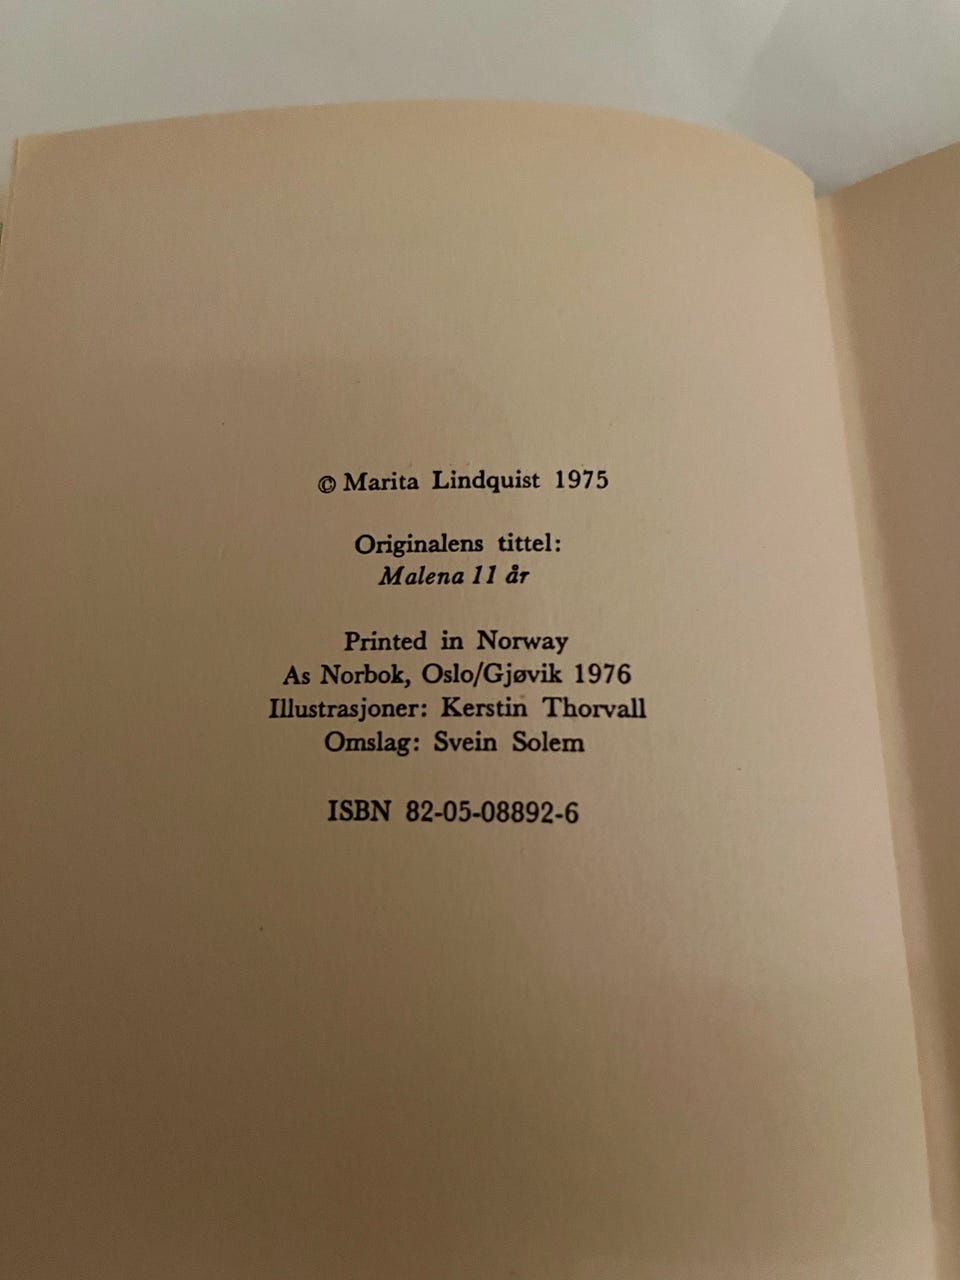 © Marita Lindquist 1975
Originalens tittel:
Malena 11 år
Printed in Norway
As Norbok, Oslo/Gjøvik 1976
Illustrasjoner: Kerstin Thorvall
Omslag: Svein Solem
ISBN 82-05-08892-6